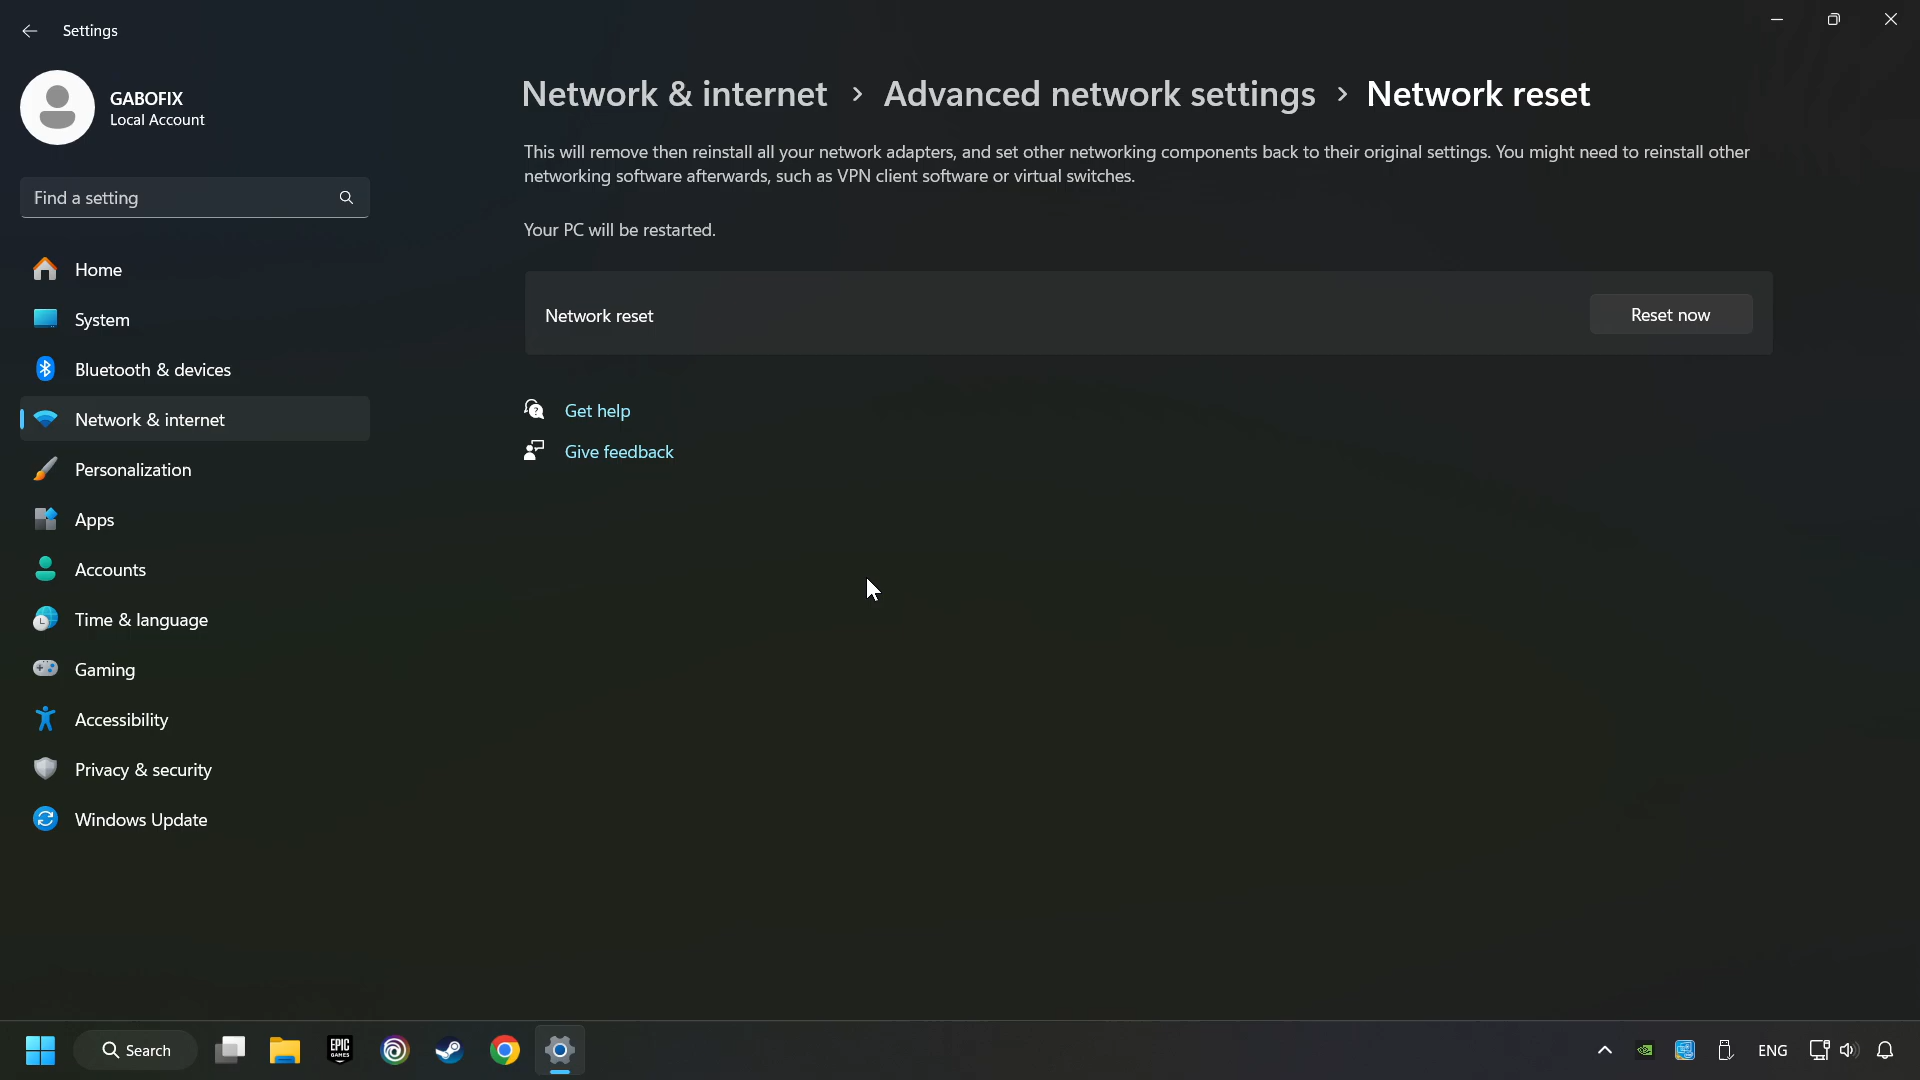 Settings
GABOFIX
Local Account
Find a setting
Home
System
Bluetooth & devices
Network & internet
Personalization
Apps
Accounts
Time & language
Gaming
Accessibility
Privacy & security
Windows Update
Network & internet > Advanced network settings > Network reset
This will remove then reinstall all your network adapters, and set other networking components back to their original settings. You might need to reinstall other
networking software afterwards, such as VPN client software or virtual switches.
Your PC will be restarted.
Network reset
Reset now
Get help
Give feedback
Search
EPIC
GAMES
ENG